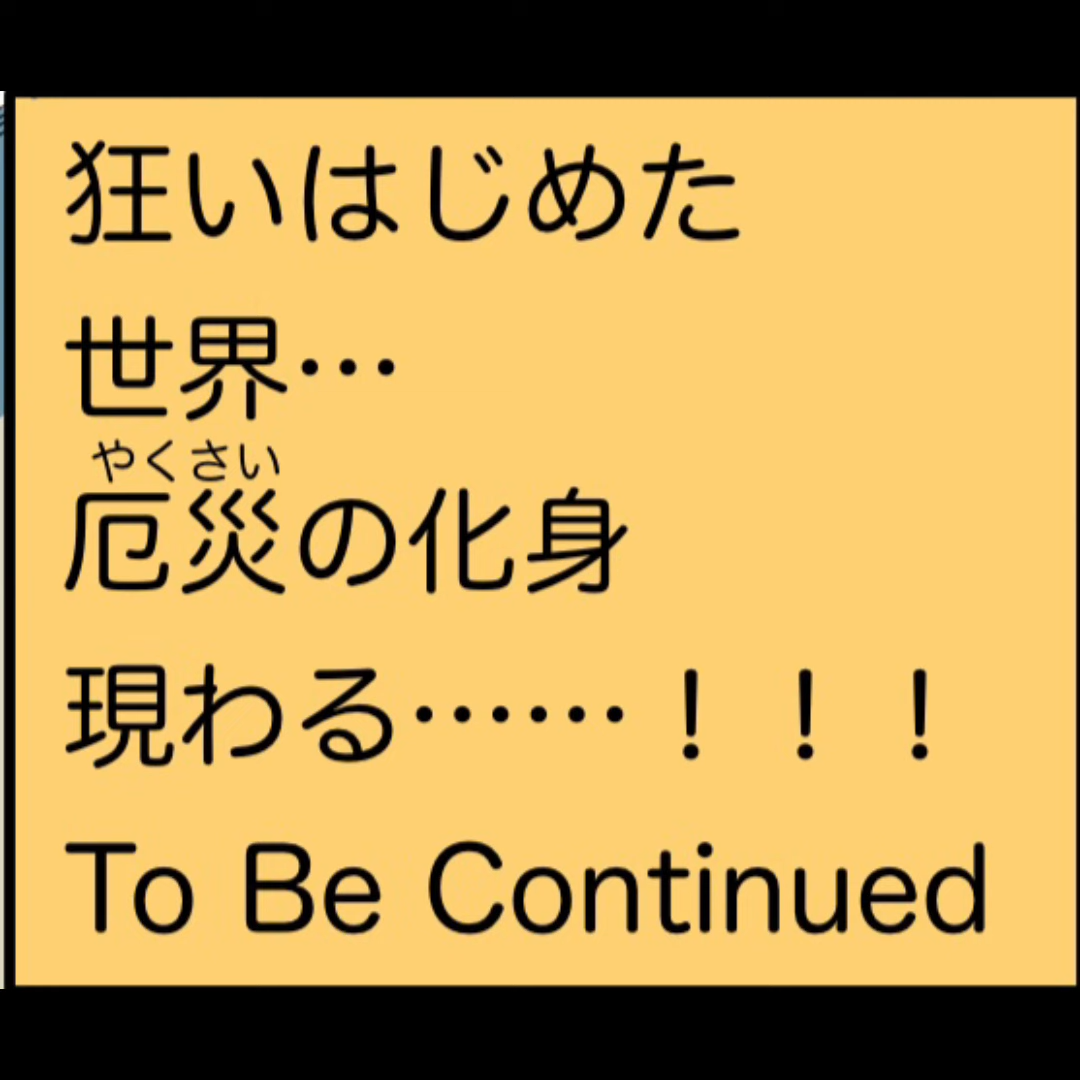 狂いはじめた
世界…
やくさい
厄災の化身
現わる……！！！
To Be Continued